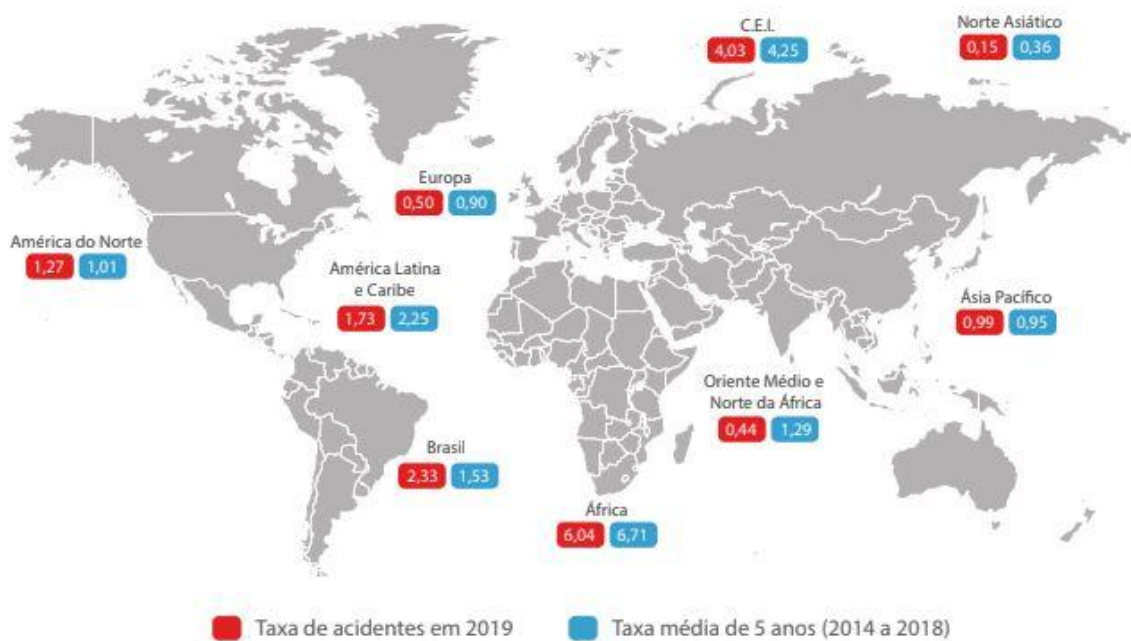 C.E.I.
4,03 4,25
Norte Asiático
0,15 0,36
Europa
0,50 0,90
América do Norte
1,27 1,01
América Latina
e Caribe
1,73 2,25
Ásia Pacífico
0,99 0,95
Oriente Médio e
Norte da África
0,44 1,29
Brasil
2,33 1,53
África
6,04 6,71
Taxa de acidentes em 2019 Taxa média de 5 anos (2014 a 2018)